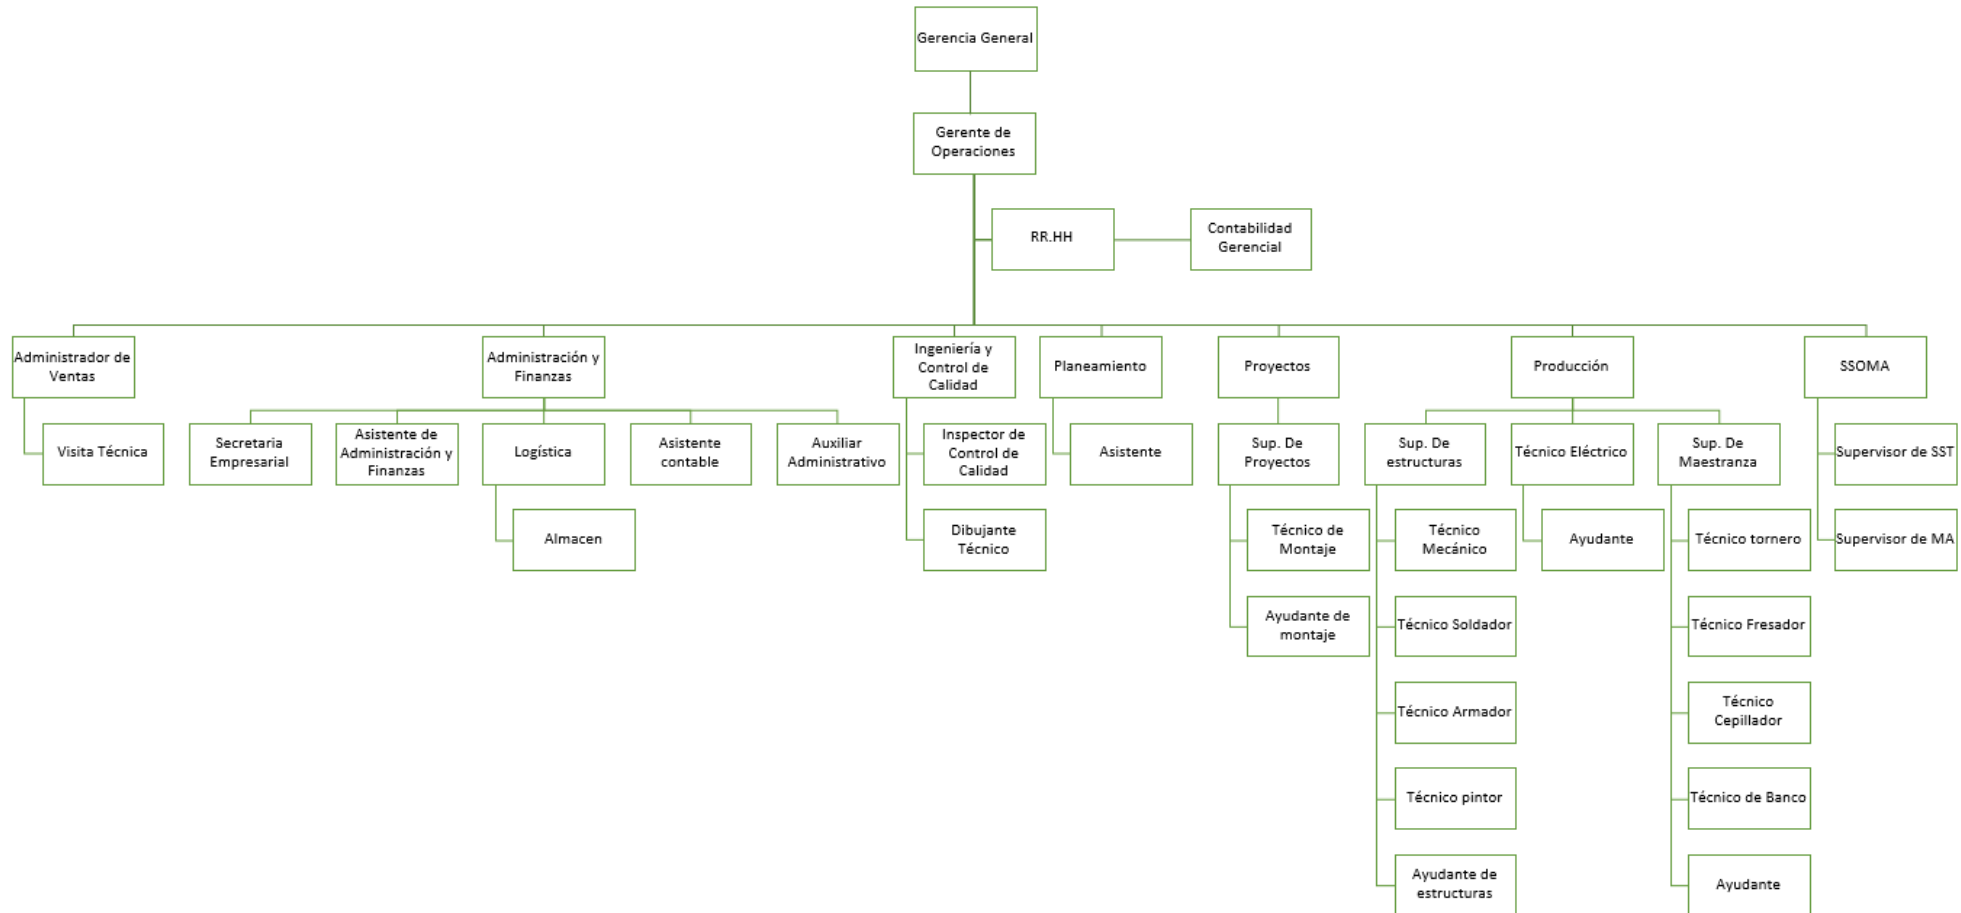 Gerencia General
Gerente de
Operaciones
RR.HH
Contabilidad
Gerencial
Administrador de
Ventas
Administración y
Finanzas
Ingeniería y
Control de
Calidad
Planeamiento
Proyectos
Producción
SSOMA
Visita Técnica
Secretaria
Empresarial
Asistente de
Administración y
Finanzas
Logística
Asistente
contable
Auxiliar
Administrativo
Inspector de
Control de
Calidad
Asistente
Sup. De
Proyectos
Sup. De
estructuras
Técnico Eléctrico
Sup. De
Maestranza
Supervisor de SST
Almacen
Dibujante
Técnico
Técnico de
Montaje
Técnico
Mecánico
Ayudante
Técnico tornero
Supervisor de MA
Ayudante de
montaje
Técnico Soldador
Técnico Fresador
Técnico Armador
Técnico
Cepillador
Técnico pintor
Técnico de Banco
Ayudante de
estructuras
Ayudante